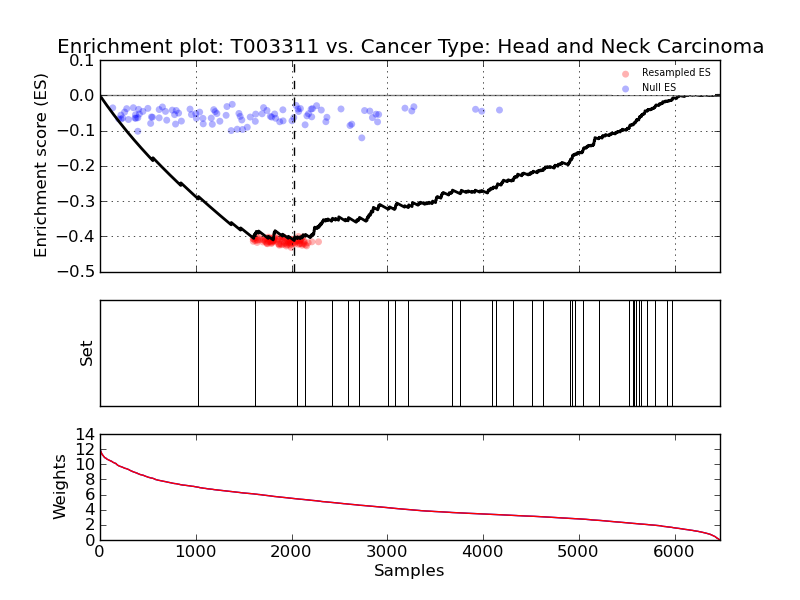 Enrichment plot: T003311 vs. Cancer Type: Head and Neck Carcinoma
0.1
0.0
−0.1
−0.2
−0.3
−0.4
−0.5
Enrichment score (ES)
Resampled ES
Null ES
Set
14
12
10
8
6
4
2
0
Weights
0 1000 2000 3000 4000 5000 6000
Samples